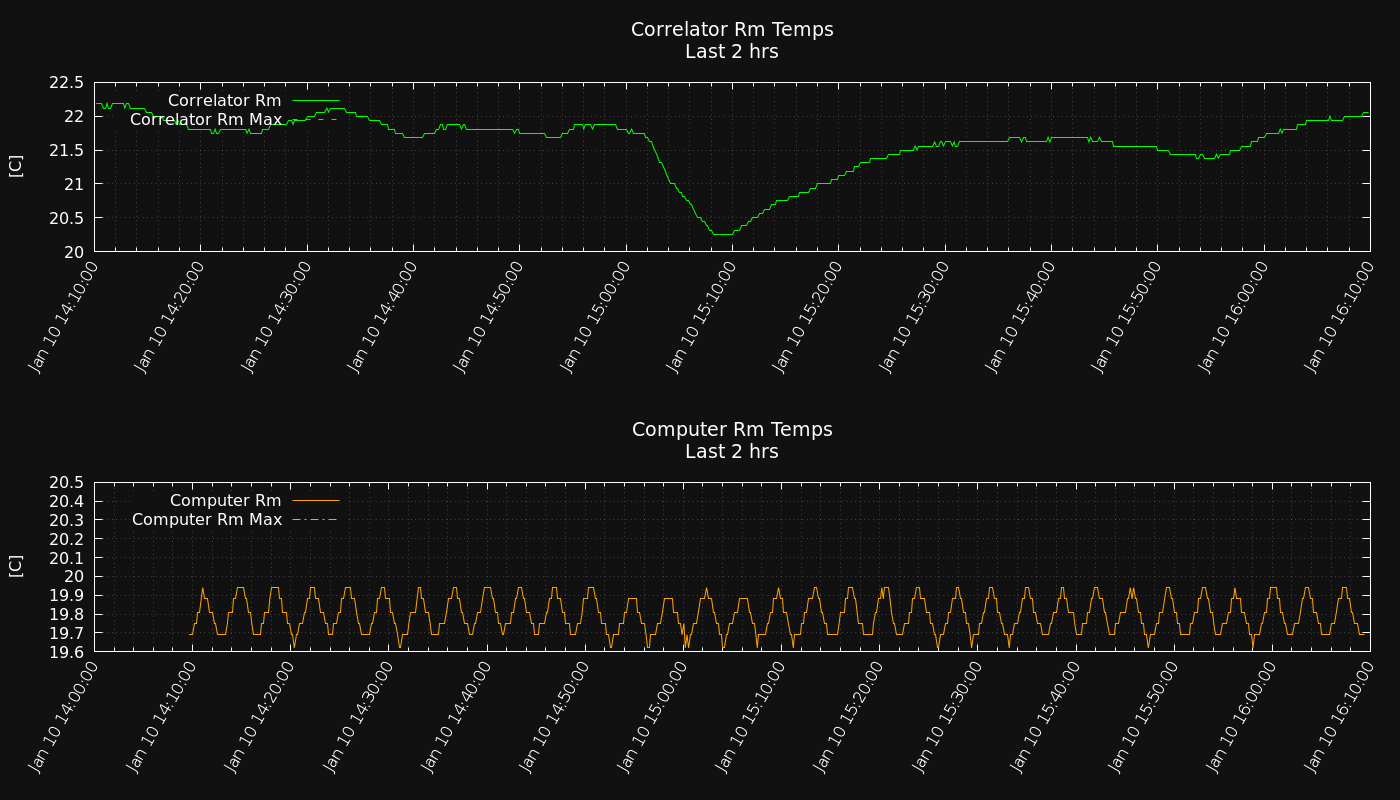 Correlator Rm Temps
Last 2 hrs
22.5
22
21.5
21
20.5
20
[C]
Correlator Rm
Correlator Rm Max
Jan 10 14:10:00
Jan 10 14:20:00
Jan 10 14:30:00
Jan 10 14:40:00
Jan 10 14:50:00
Jan 10 15:00:00
Jan 10 15:10:00
Jan 10 15:20:00
Jan 10 15:30:00
Jan 10 15:40:00
Jan 10 15:50:00
Jan 10 16:00:00
Jan 10 16:10:00
Computer Rm Temps
Last 2 hrs
20.5
20.4
20.3
20.2
20.1
20
19.9
19.8
19.7
19.6
[C]
Computer Rm
Computer Rm Max
Jan 10 14:00:00
Jan 10 14:10:00
Jan 10 14:20:00
Jan 10 14:30:00
Jan 10 14:40:00
Jan 10 14:50:00
Jan 10 15:00:00
Jan 10 15:10:00
Jan 10 15:20:00
Jan 10 15:30:00
Jan 10 15:40:00
Jan 10 15:50:00
Jan 10 16:00:00
Jan 10 16:10:00